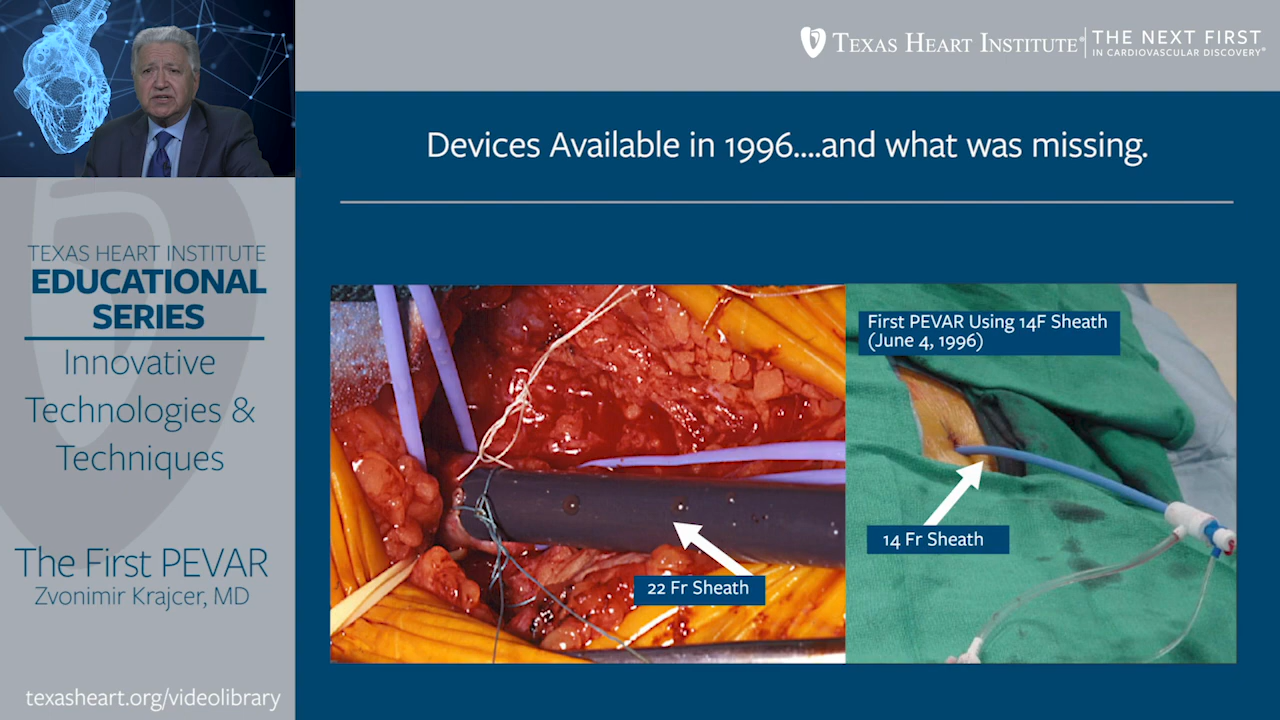 TEXAS HEART INSTITUTE®
THE NEXT FIRST
IN CARDIOVASCULAR DISCOVERY®
Devices Available in 1996....and what was missing.
TEXAS HEART INSTITUTE
EDUCATIONAL
SERIES
Innovative
Technologies &
Techniques
The First PEVAR
Zvonimir Krajcer, MD
texasheart.org/videolibrary
22 Fr Sheath
First PEVAR Using 14F Sheath
(June 4, 1996)
14 Fr Sheath